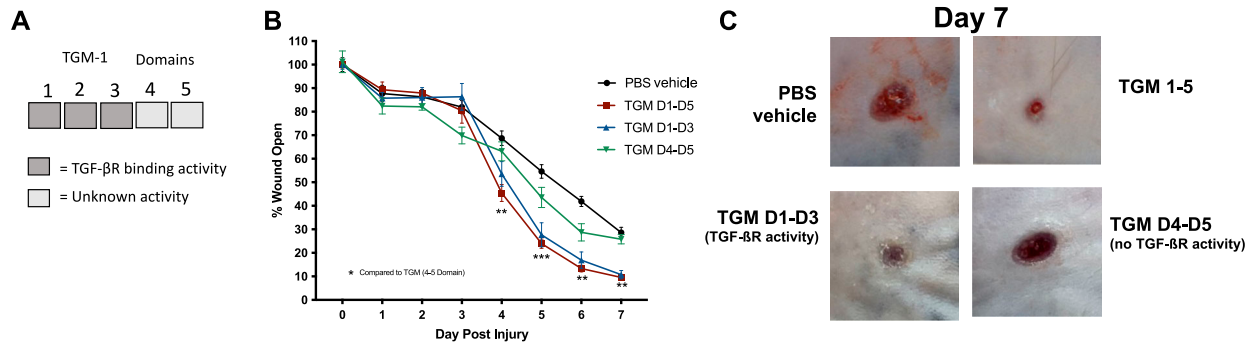 A
TGM-1 Domains
1 2 3 4 5
= TGF-βR binding activity
= Unknown activity
B
110
100
90
80
70
60
50
40
30
20
10
0
% Wound Open
PBS vehicle
TGM D1-D5
TGM D1-D3
TGM D4-D5
**
***
**
**
* Compared to TGM (4-5 Domain)
0 1 2 3 4 5 6 7
Day Post Injury
C
Day 7
PBS
vehicle
TGM 1-5
TGM D1-D3
(TGF-ßR activity)
TGM D4-D5
(no TGF-ßR activity)